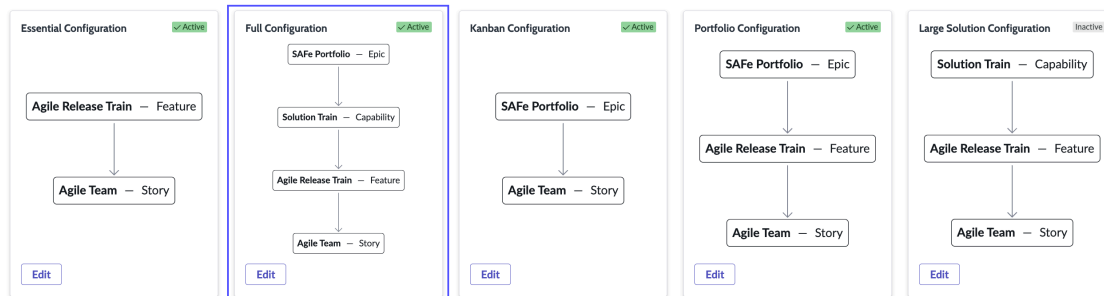 Essential Configuration
✓ Active
Agile Release Train — Feature
Agile Team — Story
Edit
Full Configuration
✓ Active
SAFe Portfolio — Epic
Solution Train — Capability
Agile Release Train — Feature
Agile Team — Story
Edit
Kanban Configuration
✓ Active
SAFe Portfolio — Epic
Agile Team — Story
Edit
Portfolio Configuration
✓ Active
SAFe Portfolio — Epic
Agile Release Train — Feature
Agile Team — Story
Edit
Large Solution Configuration
Inactive
Solution Train — Capability
Agile Release Train — Feature
Agile Team — Story
Edit